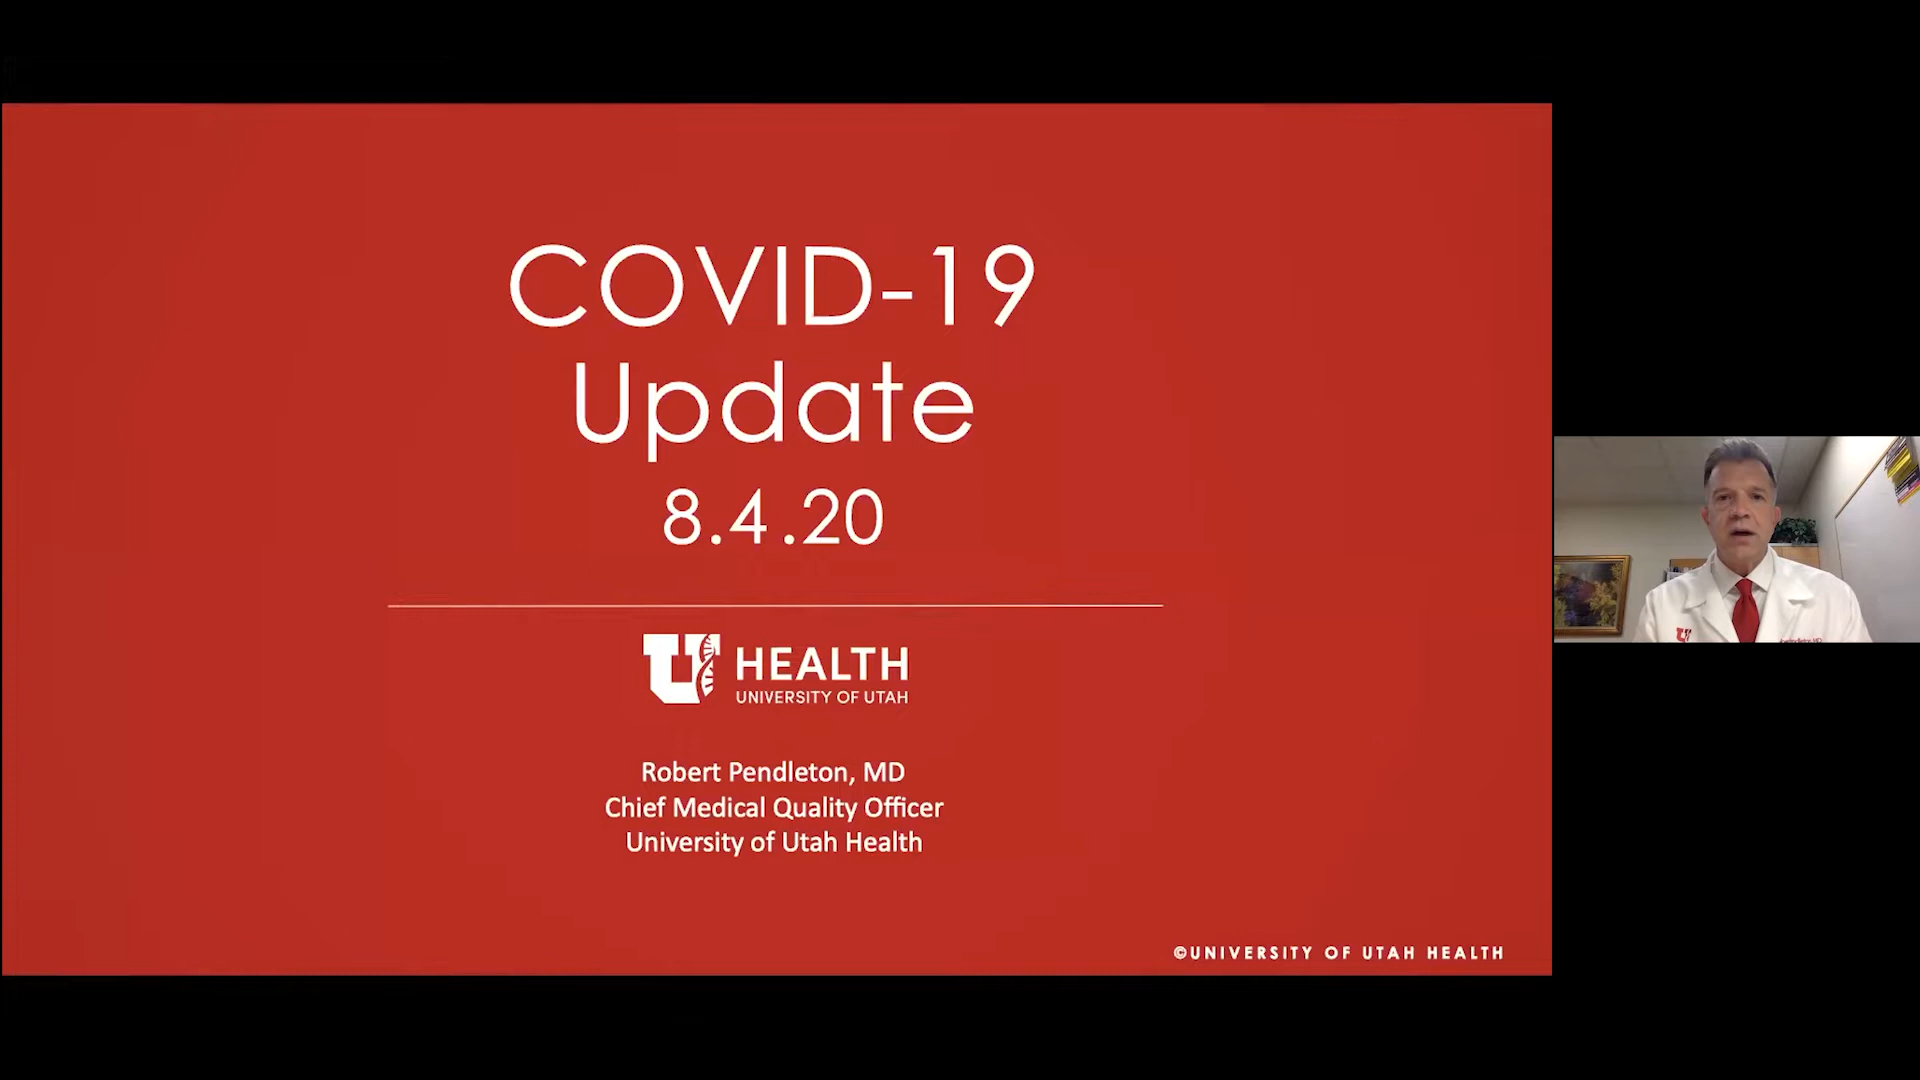 COVID-19
Update
8.4.20
U HEALTH
UNIVERSITY OF UTAH
Robert Pendleton, MD
Chief Medical Quality Officer
University of Utah Health
©UNIVERSITY OF UTAH HEALTH